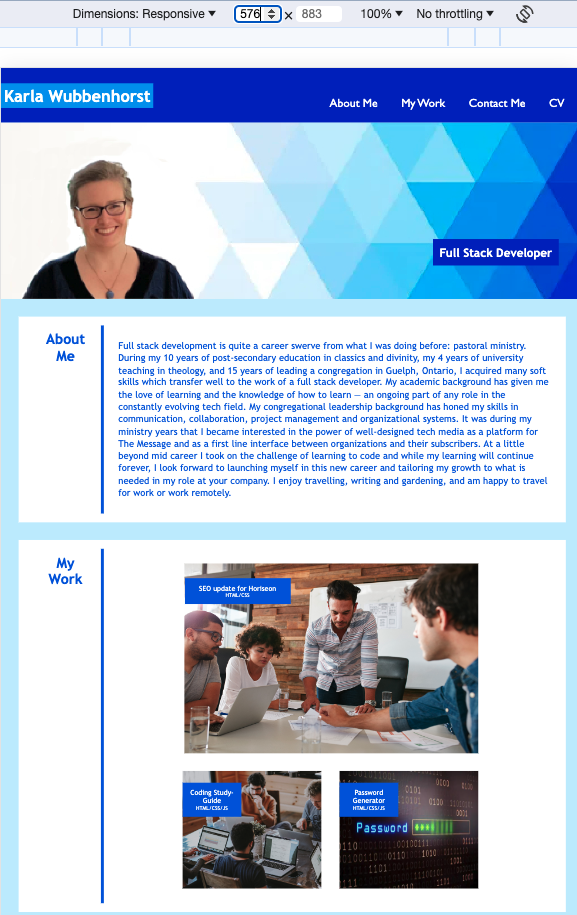 Dimensions: Responsive ▼ 576 × 883 100% ▼ No throttling ▼
Karla Wubbenhorst
About Me My Work Contact Me CV
Full Stack Developer
About
Me
Full stack development is quite a career swerve from what I was doing before: pastoral ministry.
During my 10 years of post-secondary education in classics and divinity, my 4 years of university
teaching in theology, and 15 years of leading a congregation in Guelph, Ontario, I acquired many soft
skills which transfer well to the work of a full stack developer. My academic background has given me
the love of learning and the knowledge of how to learn — an ongoing part of any role in the
constantly evolving tech field. My congregational leadership background has honed my skills in
communication, collaboration, project management and organizational systems. It was during my
ministry years that I became interested in the power of well-designed tech media as a platform for
The Message and as a first line interface between organizations and their subscribers. At a little
beyond mid career I took on the challenge of learning to code and while my learning will continue
forever, I look forward to launching myself in this new career and tailoring my growth to what is
needed in my role at your company. I enjoy travelling, writing and gardening, and am happy to travel
for work or work remotely.
My
Work
SEO update for Horiseon
HTML/CSS
Coding Study-
Guide
HTML/CSS/JS
Password
Generator
HTML/CSS/JS
Password